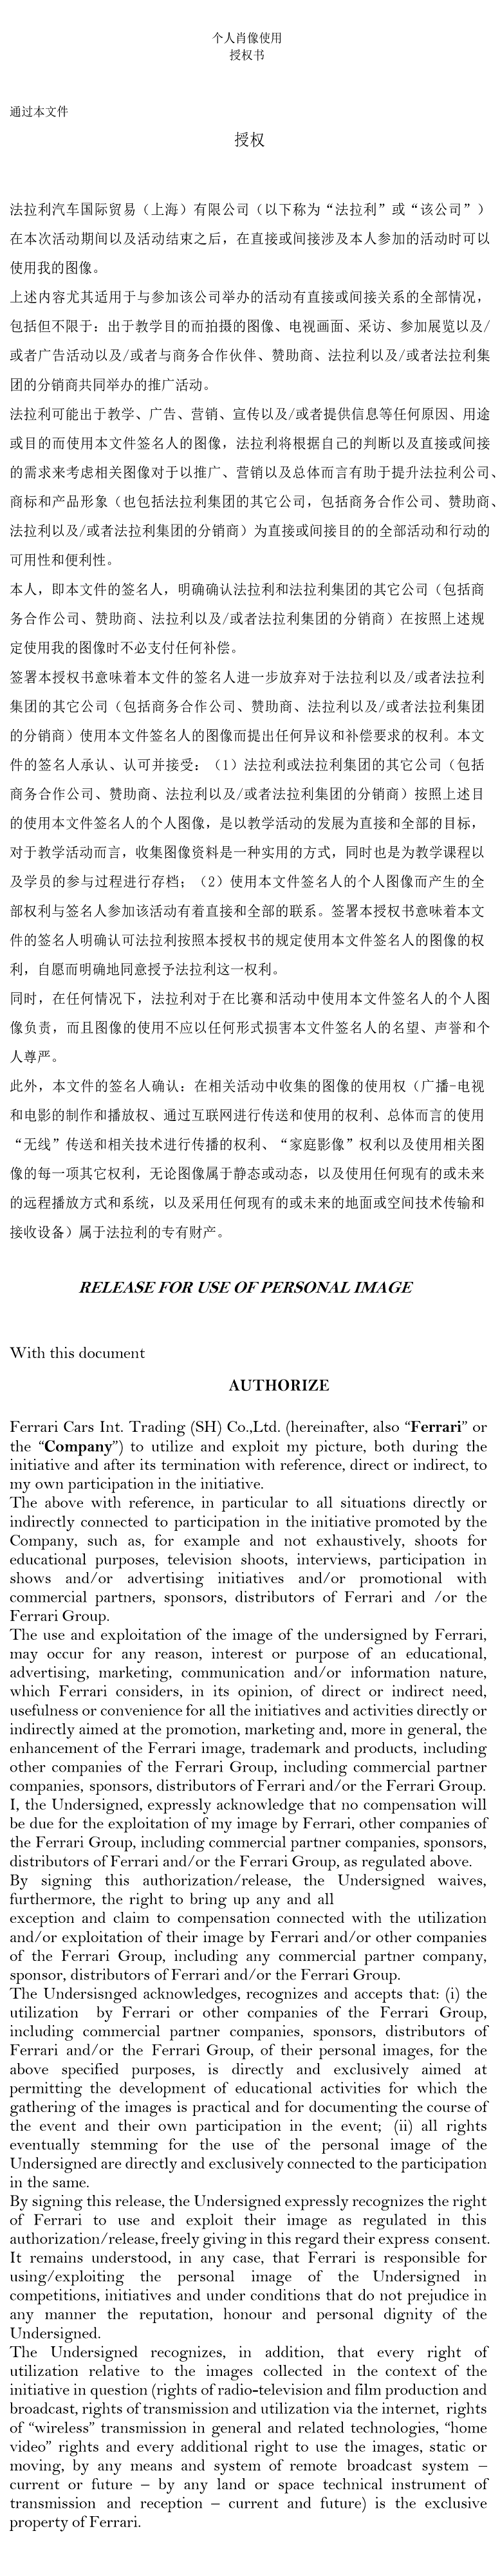 个人肖像使用
授权书
通过本文件
授权
法拉利汽车国际贸易（上海）有限公司（以下称为“法拉利”或“该公司”）
在本次活动期间以及活动结束之后，在直接或间接涉及本人参加的活动时可以
使用我的图像。
上述内容尤其适用于与参加该公司举办的活动有直接或间接关系的全部情况，
包括但不限于：出于教学目的而拍摄的图像、电视画面、采访、参加展览以及/
或者广告活动以及/或者与商务合作伙伴、赞助商、法拉利以及/或者法拉利集
团的分销商共同举办的推广活动。
法拉利可能出于教学、广告、营销、宣传以及/或者提供信息等任何原因、用途
或目的而使用本文件签名人的图像，法拉利将根据自己的判断以及直接或间接
的需求来考虑相关图像对于以推广、营销以及总体而言有助于提升法拉利公司、
商标和产品形象（也包括法拉利集团的其它公司，包括商务合作公司、赞助商、
法拉利以及/或者法拉利集团的分销商）为直接或间接目的的全部活动和行动的
可用性和便利性。
本人，即本文件的签名人，明确确认法拉利和法拉利集团的其它公司（包括商
务合作公司、赞助商、法拉利以及/或者法拉利集团的分销商）在按照上述规
定使用我的图像时不必支付任何补偿。
签署本授权书意味着本文件的签名人进一步放弃对于法拉利以及/或者法拉利
集团的其它公司（包括商务合作公司、赞助商、法拉利以及/或者法拉利集团
的分销商）使用本文件签名人的图像而提出任何异议和补偿要求的权利。本文
件的签名人承认、认可并接受：（1）法拉利或法拉利集团的其它公司（包括
商务合作公司、赞助商、法拉利以及/或者法拉利集团的分销商）按照上述目
的使用本文件签名人的个人图像，是以教学活动的发展为直接和全部的目标，
对于教学活动而言，收集图像资料是一种实用的方式，同时也是为教学课程以
及学员的参与过程进行存档；（2）使用本文件签名人的个人图像而产生的全
部权利与签名人参加该活动有着直接和全部的联系。签署本授权书意味着本文
件的签名人明确认可法拉利按照本授权书的规定使用本文件签名人的图像的权
利，自愿而明确地同意授予法拉利这一权利。
同时，在任何情况下，法拉利对于在比赛和活动中使用本文件签名人的个人图
像负责，而且图像的使用不应以任何形式损害本文件签名人的名望、声誉和个
人尊严。
此外，本文件的签名人确认：在相关活动中收集的图像的使用权（广播-电视
和电影的制作和播放权、通过互联网进行传送和使用的权利、总体而言的使用
“无线”传送和相关技术进行传播的权利、“家庭影像”权利以及使用相关图
像的每一项其它权利，无论图像属于静态或动态，以及使用任何现有的或未来
的远程播放方式和系统，以及采用任何现有的或未来的地面或空间技术传输和
接收设备）属于法拉利的专有财产。
RELEASE FOR USE OF PERSONAL IMAGE
With this document
AUTHORIZE
Ferrari Cars Int. Trading (SH) Co.,Ltd. (hereinafter, also “Ferrari” or
the “Company”) to utilize and exploit my picture, both during the
initiative and after its termination with reference, direct or indirect, to
my own participation in the initiative.
The above with reference, in particular to all situations directly or
indirectly connected to participation in the initiative promoted by the
Company, such as, for example and not exhaustively, shoots for
educational purposes, television shoots, interviews, participation in
shows and/or advertising initiatives and/or promotional with
commercial partners, sponsors, distributors of Ferrari and /or the
Ferrari Group.
The use and exploitation of the image of the undersigned by Ferrari,
may occur for any reason, interest or purpose of an educational,
advertising, marketing, communication and/or information nature,
which Ferrari considers, in its opinion, of direct or indirect need,
usefulness or convenience for all the initiatives and activities directly or
indirectly aimed at the promotion, marketing and, more in general, the
enhancement of the Ferrari image, trademark and products, including
other companies of the Ferrari Group, including commercial partner
companies, sponsors, distributors of Ferrari and/or the Ferrari Group.
I, the Undersigned, expressly acknowledge that no compensation will
be due for the exploitation of my image by Ferrari, other companies of
the Ferrari Group, including commercial partner companies, sponsors,
distributors of Ferrari and/or the Ferrari Group, as regulated above.
By signing this authorization/release, the Undersigned waives,
furthermore, the right to bring up any and all
exception and claim to compensation connected with the utilization
and/or exploitation of their image by Ferrari and/or other companies
of the Ferrari Group, including any commercial partner company,
sponsor, distributors of Ferrari and/or the Ferrari Group.
The Undersisnged acknowledges, recognizes and accepts that: (i) the
utilization by Ferrari or other companies of the Ferrari Group,
including commercial partner companies, sponsors, distributors of
Ferrari and/or the Ferrari Group, of their personal images, for the
above specified purposes, is directly and exclusively aimed at
permitting the development of educational activities for which the
gathering of the images is practical and for documenting the course of
the event and their own participation in the event; (ii) all rights
eventually stemming for the use of the personal image of the
Undersigned are directly and exclusively connected to the participation
in the same.
By signing this release, the Undersigned expressly recognizes the right
of Ferrari to use and exploit their image as regulated in this
authorization/release, freely giving in this regard their express consent.
It remains understood, in any case, that Ferrari is responsible for
using/exploiting the personal image of the Undersigned in
competitions, initiatives and under conditions that do not prejudice in
any manner the reputation, honour and personal dignity of the
Undersigned.
The Undersigned recognizes, in addition, that every right of
utilization relative to the images collected in the context of the
initiative in question (rights of radio-television and film production and
broadcast, rights of transmission and utilization via the internet, rights
of “wireless” transmission in general and related technologies, “home
video” rights and every additional right to use the images, static or
moving, by any means and system of remote broadcast system –
current or future – by any land or space technical instrument of
transmission and reception – current and future) is the exclusive
property of Ferrari.